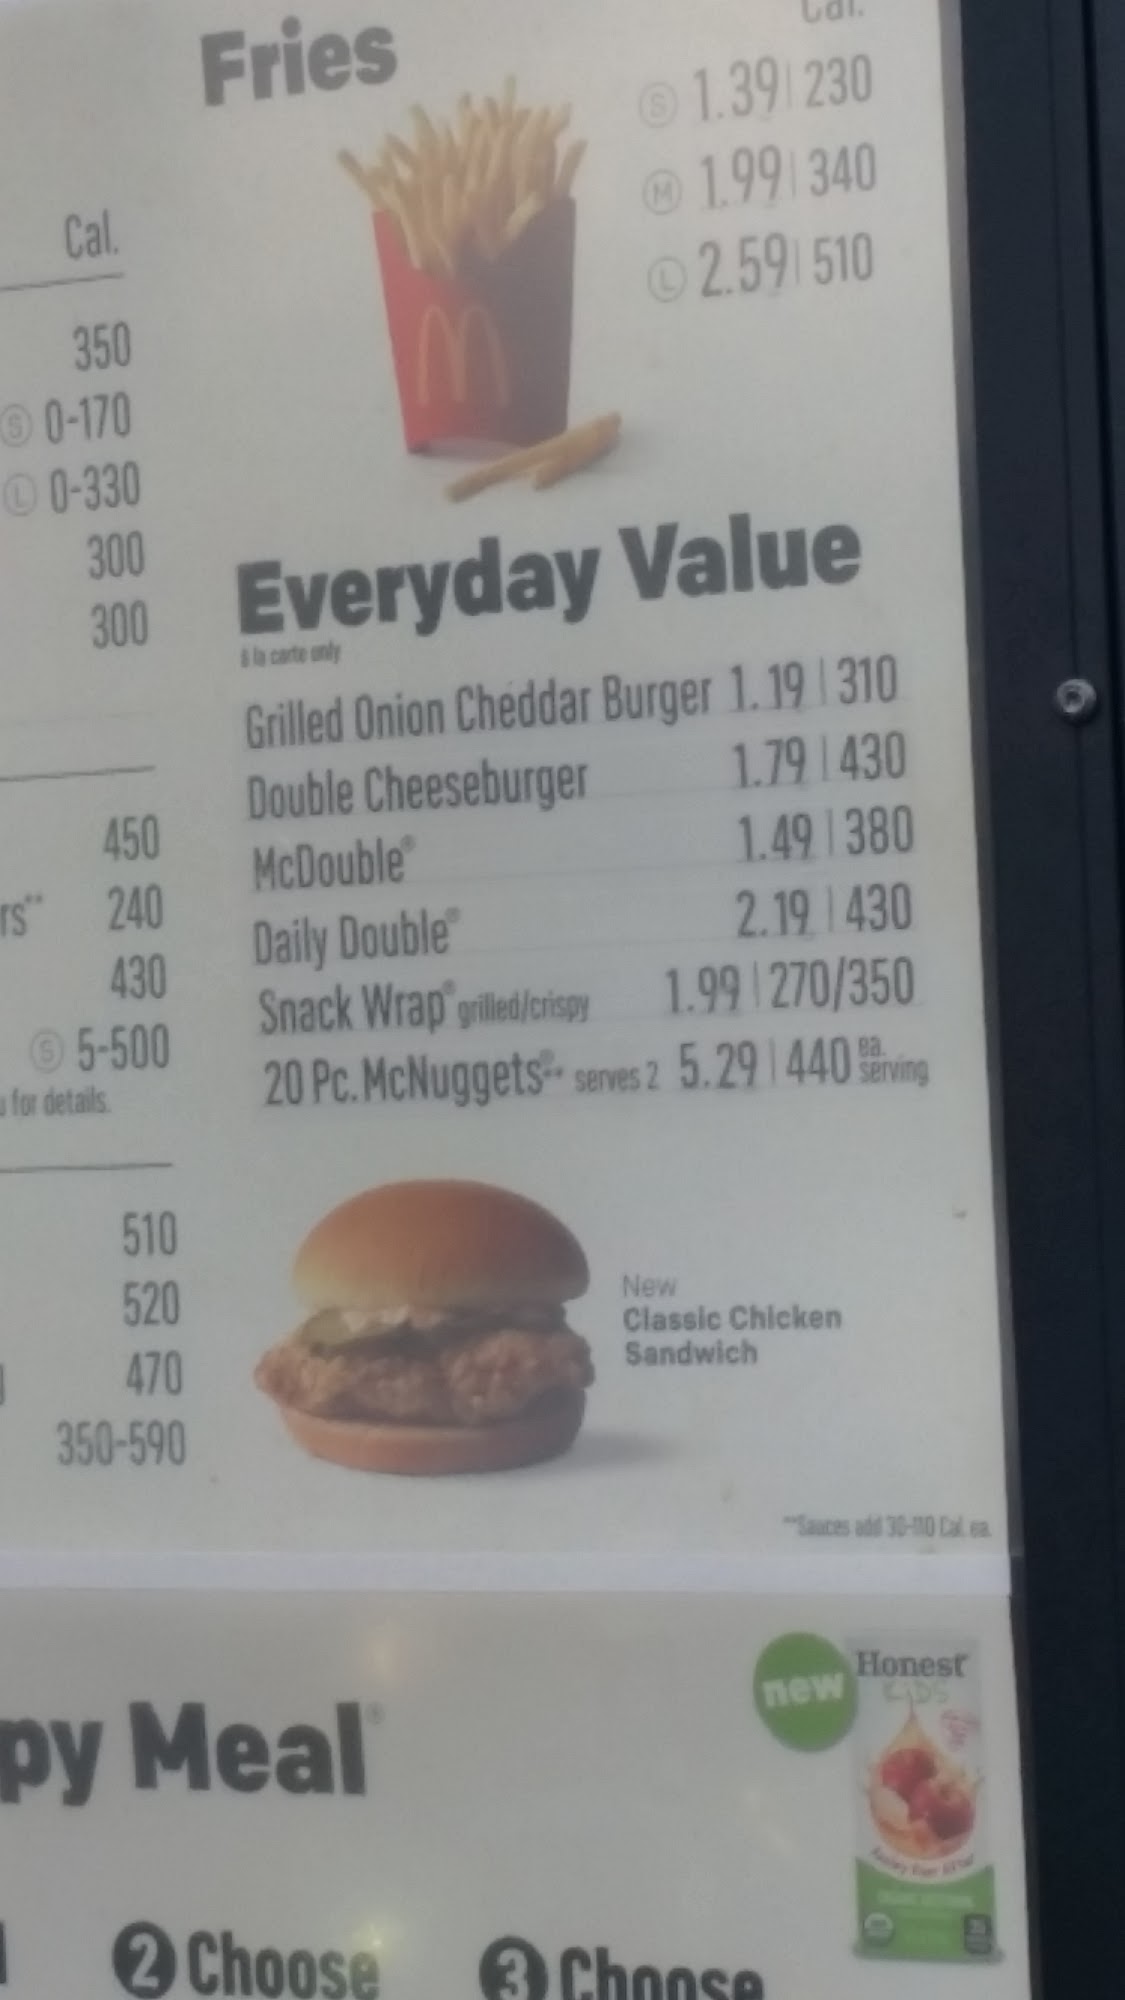 Fries
Cal.
S 1.39 | 230
M 1.99 | 340
L 2.59 | 510
Cal.
350
S 0-170
L 0-330
300
300
450
rs** 240
430
S 5-500
for details.
510
520
470
350-590
Everyday Value
à la carte only
Grilled Onion Cheddar Burger 1.19 | 310
Double Cheeseburger 1.79 | 430
McDouble® 1.49 | 380
Daily Double® 2.19 | 430
Snack Wrap® grilled/crispy 1.99 | 270/350
20 Pc. McNuggets®** serves 2 5.29 | 440 ea. serving
New
Classic Chicken
Sandwich
**Sauces add 30-110 Cal. ea.
py Meal®
new
Honest
KIDS
2 Choose
3 Choose